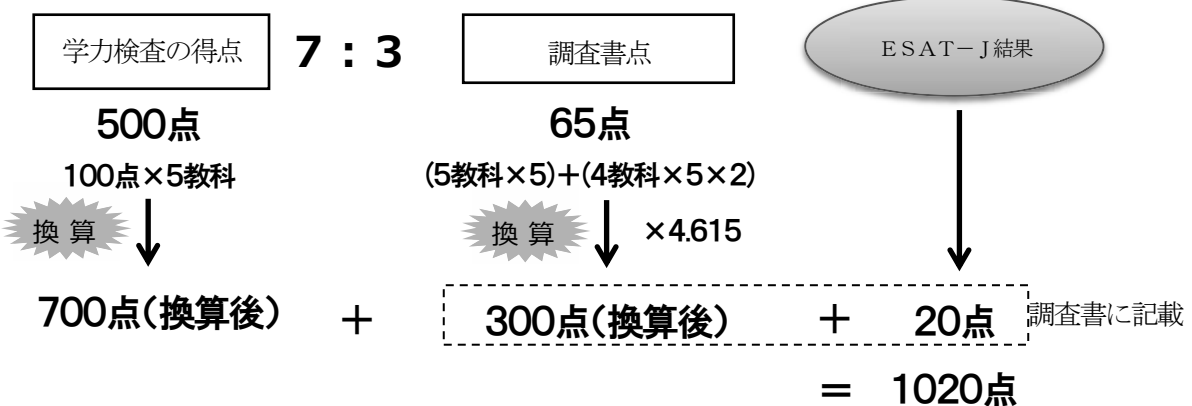 学力検査の得点 7：3 調査書点 ＥＳＡＴ－Ｊ結果
500点 65点
100点×5教科 (5教科×5)＋(4教科×5×2)
換算 換算 ×4.615
700点(換算後) ＋ 300点(換算後) ＋ 20点 調査書に記載
＝ 1020点